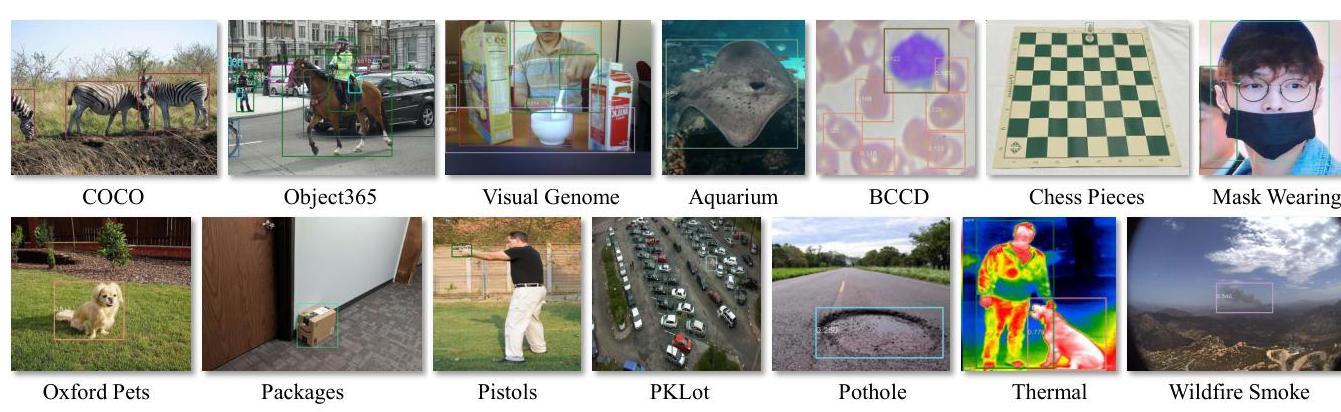 COCO
Object365
Visual Genome
Aquarium
BCCD
Chess Pieces
Mask Wearing
MILK
Oxford Pets
Packages
Pistols
PKLot
Pothole
Thermal
Wildfire Smoke